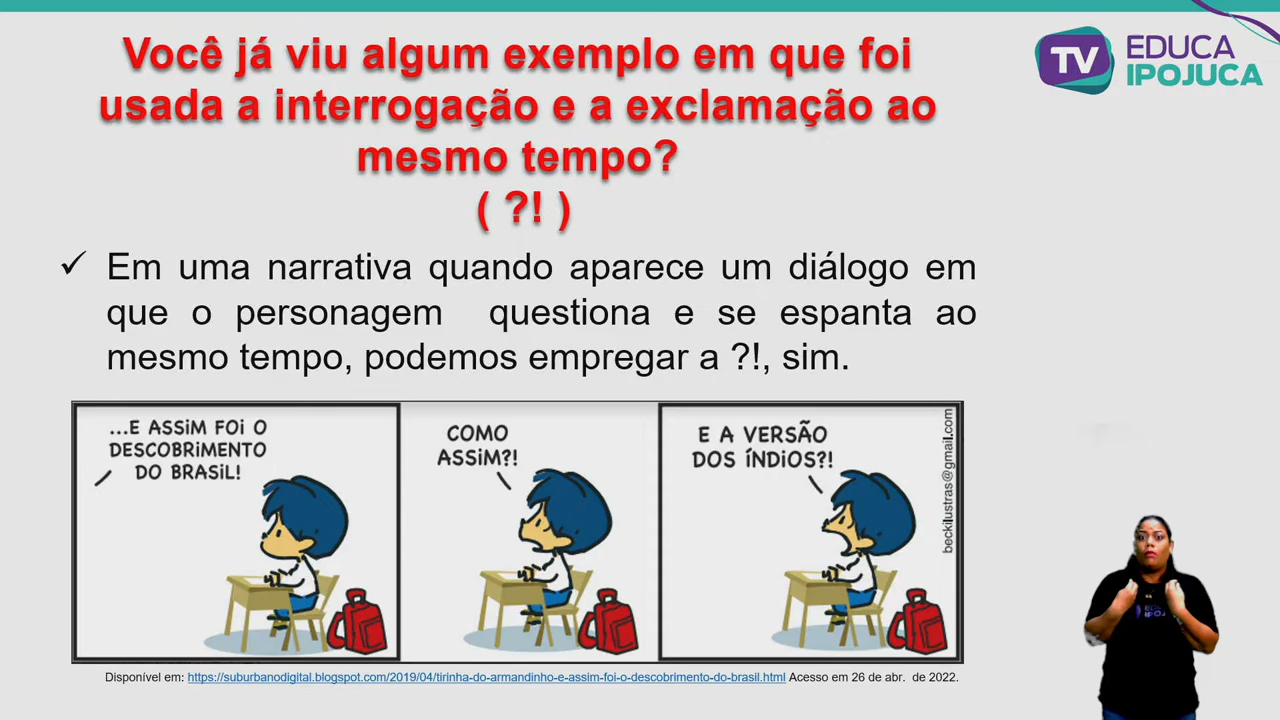 TV EDUCA
IPOJUCA
Você já viu algum exemplo em que foi
usada a interrogação e a exclamação ao
mesmo tempo?
( ?! )
✓ Em uma narrativa quando aparece um diálogo em
que o personagem questiona e se espanta ao
mesmo tempo, podemos empregar a ?!, sim.
...E ASSIM FOI O
DESCOBRIMENTO
DO BRASIL!
COMO
ASSIM?!
E A VERSÃO
DOS ÍNDIOS?!
beckilustras@gmail.com
Disponível em: https://suburbanodigital.blogspot.com/2019/04/tirinha-do-armandinho-e-assim-foi-o-descobrimento-do-brasil.html Acesso em 26 de abr. de 2022.
EDUCA
IPOJ